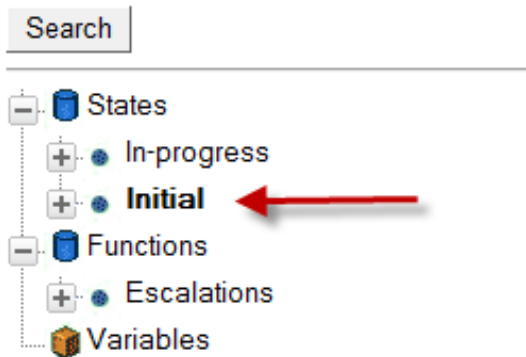 Search
States
In-progress
Initial
Functions
Escalations
Variables